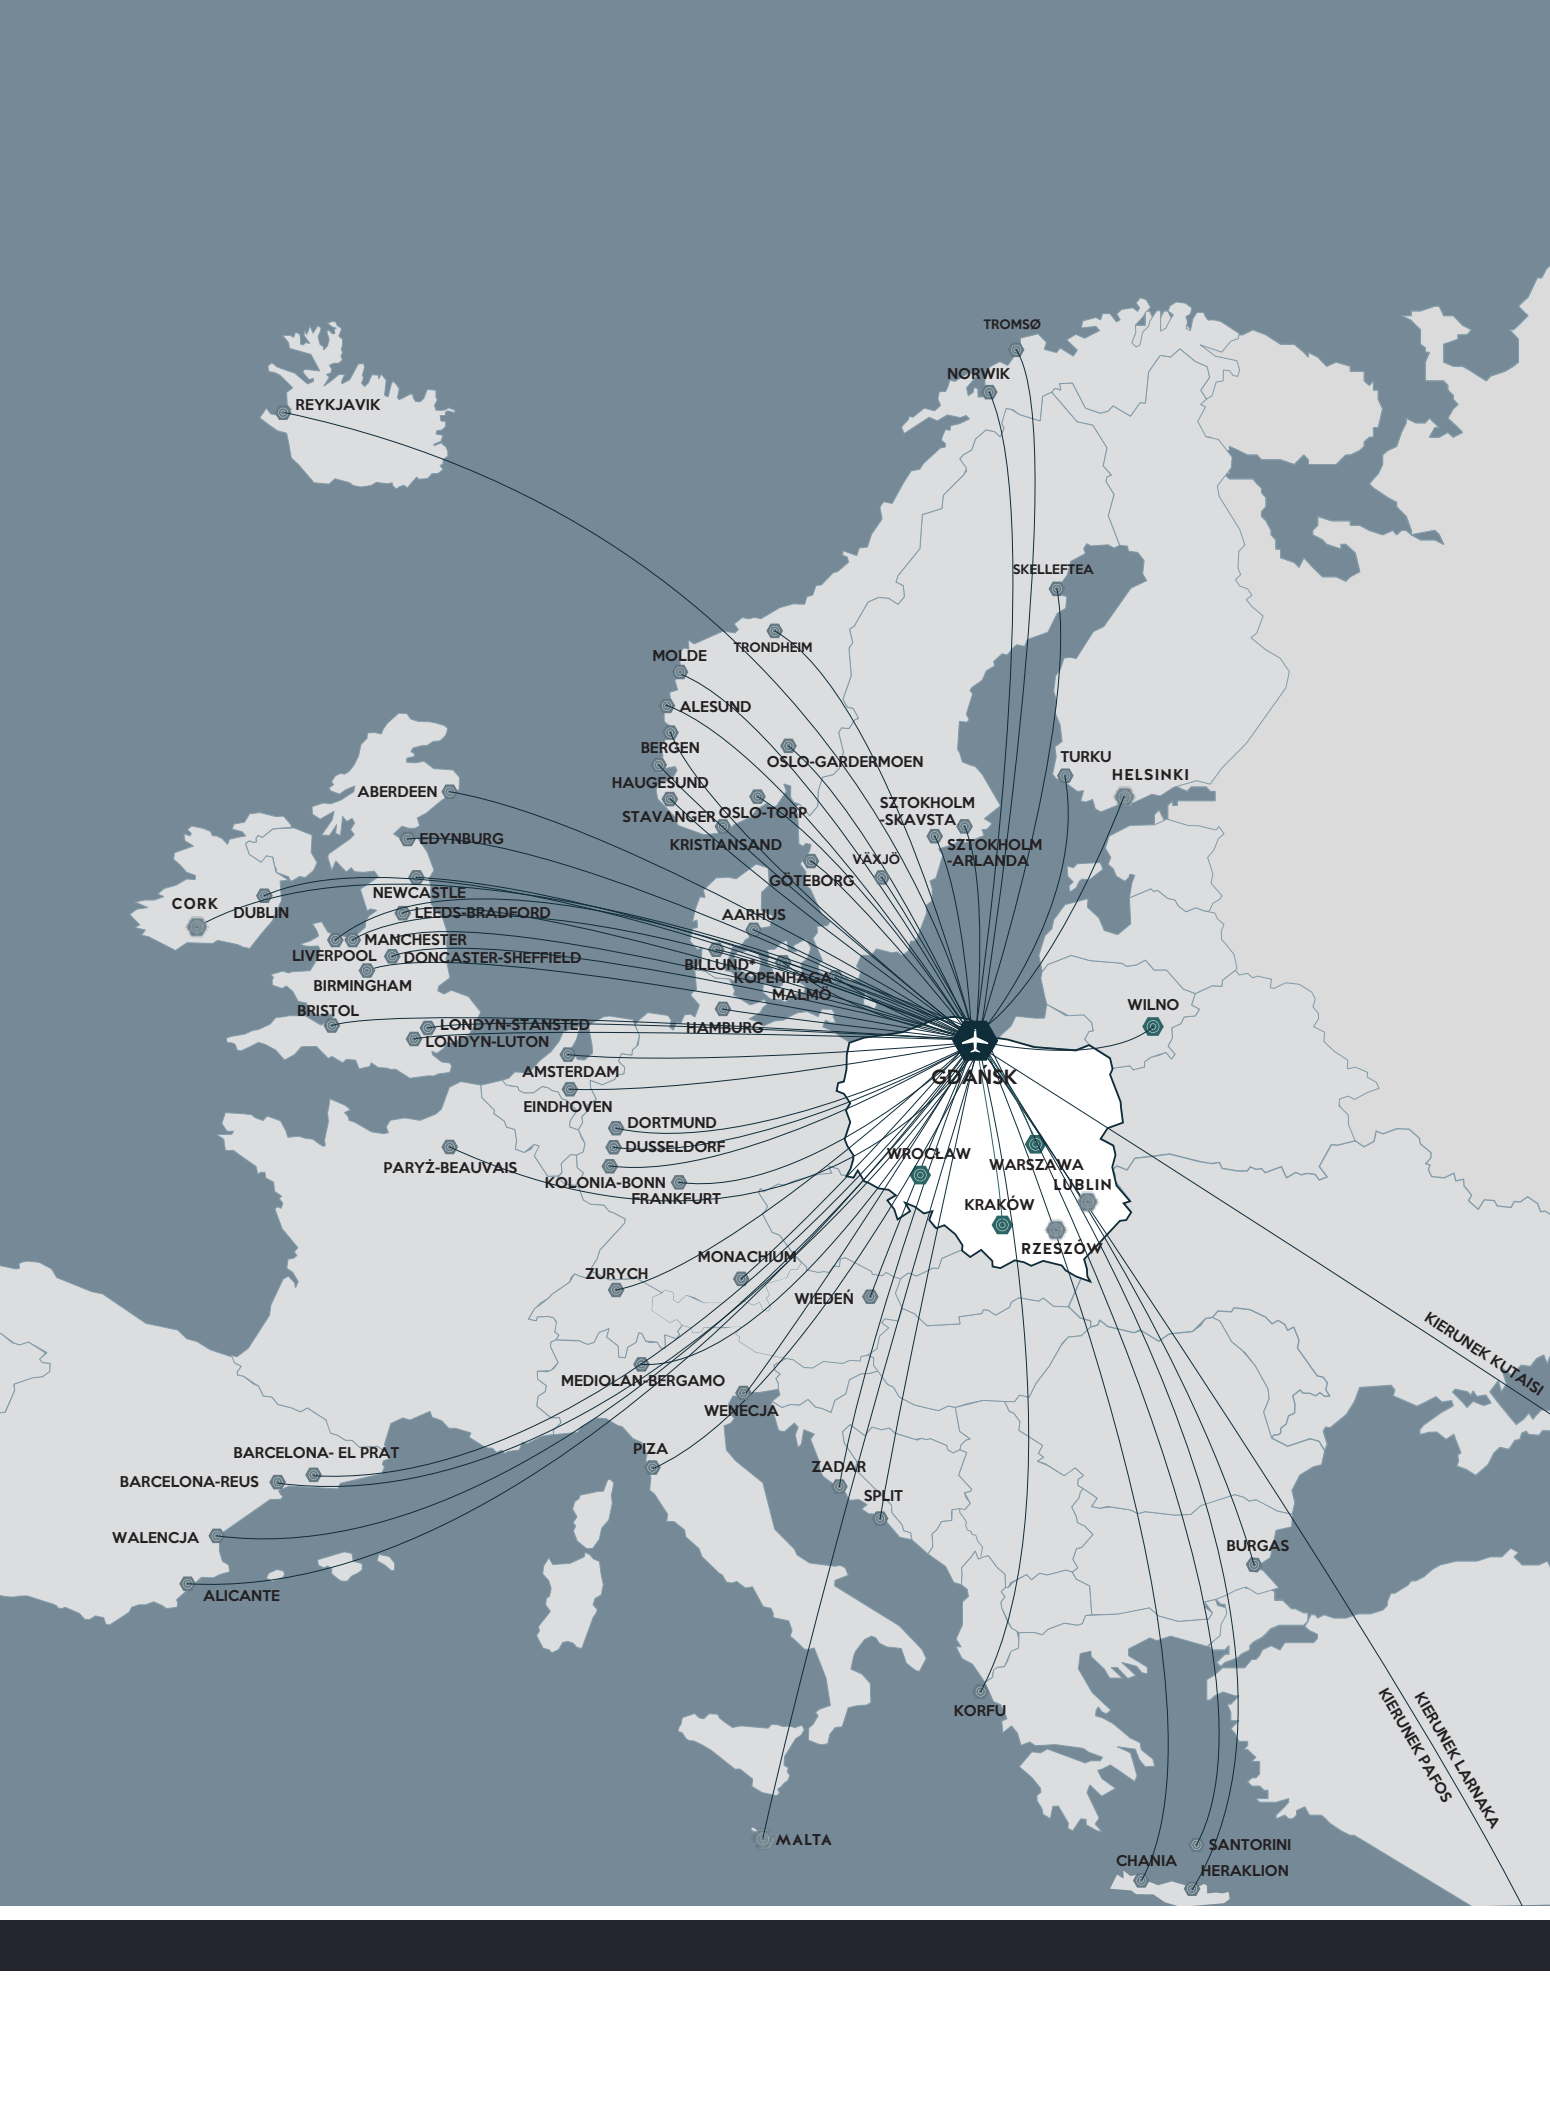 TROMSØ
NORWIK
REYKJAVIK
SKELLEFTEA
TRONDHEIM
MOLDE
ALESUND
BERGEN
OSLO-GARDERMOEN
TURKU
HELSINKI
HAUGESUND
ABERDEEN
SZTOKHOLM
-SKAVSTA
STAVANGER
OSLO-TORP
EDYNBURG
KRISTIANSAND
SZTOKHOLM
-ARLANDA
VÄXJÖ
GÖTEBORG
NEWCASTLE
CORK
DUBLIN
LEEDS-BRADFORD
AARHUS
MANCHESTER
LIVERPOOL
DONCASTER-SHEFFIELD
BILLUND*
KOPENHAGA
BIRMINGHAM
MALMÖ
WILNO
BRISTOL
LONDYN-STANSTED
HAMBURG
LONDYN-LUTON
AMSTERDAM
GDAŃSK
EINDHOVEN
DORTMUND
DUSSELDORF
WROCŁAW
WARSZAWA
PARYŻ-BEAUVAIS
KOLONIA-BONN
LUBLIN
FRANKFURT
KRAKÓW
RZESZÓW
MONACHIUM
ZURYCH
WIEDEŃ
KIERUNEK KUTAISI
MEDIOLAN-BERGAMO
WENECJA
PIZA
BARCELONA- EL PRAT
ZADAR
BARCELONA-REUS
SPLIT
WALENCJA
BURGAS
ALICANTE
KORFU
KIERUNEK LARNAKA
KIERUNEK PAFOS
MALTA
SANTORINI
CHANIA
HERAKLION